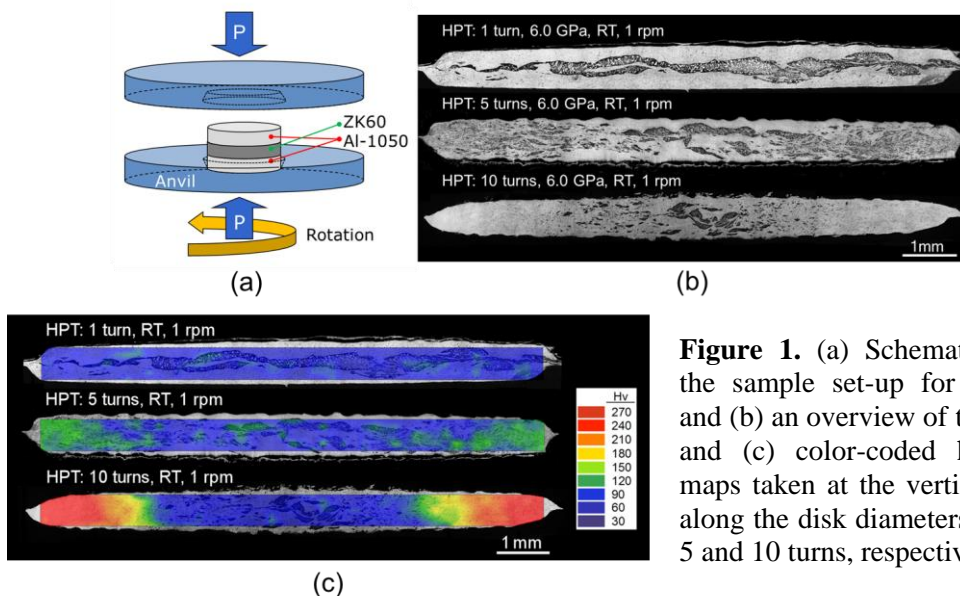 P
ZK60
Al-1050
Anvil
P
Rotation
(a)
HPT: 1 turn, 6.0 GPa, RT, 1 rpm
HPT: 5 turns, 6.0 GPa, RT, 1 rpm
HPT: 10 turns, 6.0 GPa, RT, 1 rpm
1mm
(b)
HPT: 1 turn, RT, 1 rpm
HPT: 5 turns, RT, 1 rpm
HPT: 10 turns, RT, 1 rpm
Hv
270
240
210
180
150
120
90
60
30
1 mm
(c)
Figure 1. (a) Schemat
the sample set-up for
and (b) an overview of t
and (c) color-coded
maps taken at the verti
along the disk diameters
5 and 10 turns, respectiv